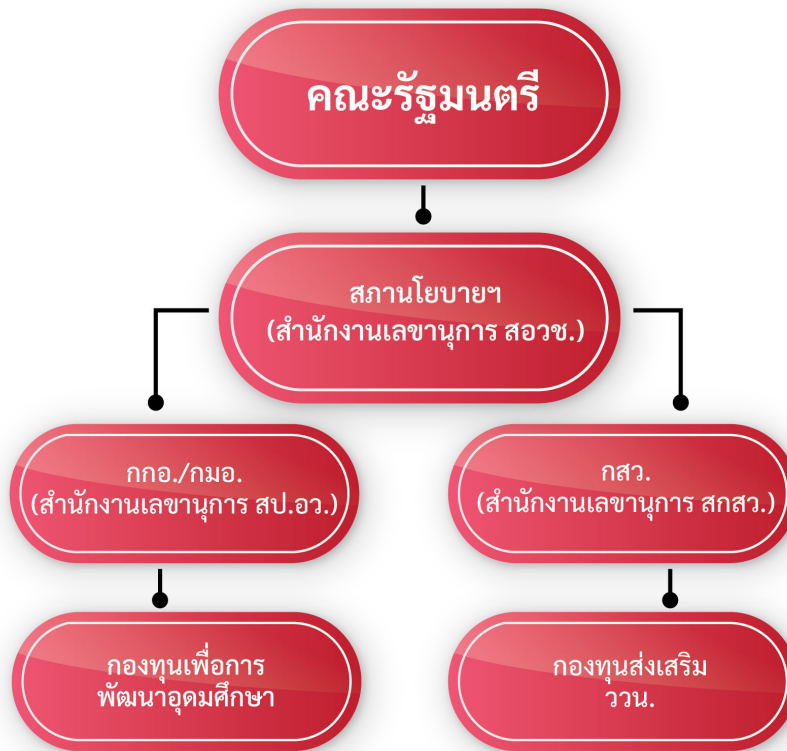 คณะรัฐมนตรี
สภานโยบายฯ
(สำนักงานเลขานุการ สอวช.)
กกอ./กมอ.
(สำนักงานเลขานุการ สป.อว.)
กสว.
(สำนักงานเลขานุการ สกสว.)
กองทุนเพื่อการ
พัฒนาอุดมศึกษา
กองทุนส่งเสริม
ววน.